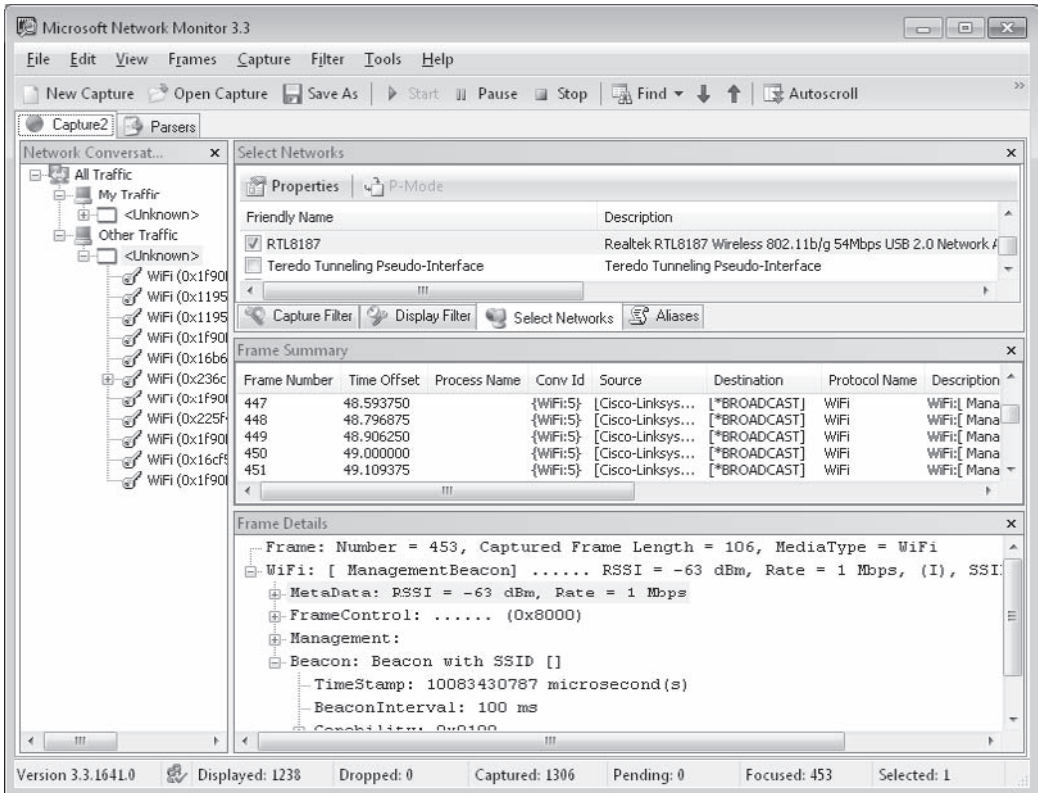 Microsoft Network Monitor 3.3
File Edit View Frames Capture Filter Tools Help
New Capture Open Capture Save As Start Pause Stop Find Autoscroll
Capture2 Parsers
Network Conversat...
All Traffic
My Traffic
<Unknown>
Other Traffic
<Unknown>
WiFi (0x1f90
WiFi (0x1195
WiFi (0x1195
WiFi (0x1f90
WiFi (0x16b6
WiFi (0x236c
WiFi (0x1f90
WiFi (0x225f
WiFi (0x1f90
WiFi (0x16cf
WiFi (0x1f90
Select Networks
Properties P-Mode
Friendly Name Description
RTL8187 Realtek RTL8187 Wireless 802.11b/g 54Mbps USB 2.0 Network
Teredo Tunneling Pseudo-Interface Teredo Tunneling Pseudo-Interface
Capture Filter Display Filter Select Networks Aliases
Frame Summary
Frame Number Time Offset Process Name Conv Id Source Destination Protocol Name Description
447 48.593750 {WiFi:5} [Cisco-Linksys... [*BROADCAST] WiFi WiFi:[ Mana
448 48.796875 {WiFi:5} [Cisco-Linksys... [*BROADCAST] WiFi WiFi:[ Mana
449 48.906250 {WiFi:5} [Cisco-Linksys... [*BROADCAST] WiFi WiFi:[ Mana
450 49.000000 {WiFi:5} [Cisco-Linksys... [*BROADCAST] WiFi WiFi:[ Mana
451 49.109375 {WiFi:5} [Cisco-Linksys... [*BROADCAST] WiFi WiFi:[ Mana
Frame Details
Frame: Number = 453, Captured Frame Length = 106, MediaType = WiFi
WiFi: [ ManagementBeacon] ...... RSSI = -63 dBm, Rate = 1 Mbps, (I), SSI
MetaData: RSSI = -63 dBm, Rate = 1 Mbps
FrameControl: ...... (0x8000)
Management:
Beacon: Beacon with SSID []
TimeStamp: 10083430787 microsecond(s)
BeaconInterval: 100 ms
Version 3.3.1641.0 Displayed: 1238 Dropped: 0 Captured: 1306 Pending: 0 Focused: 453 Selected: 1